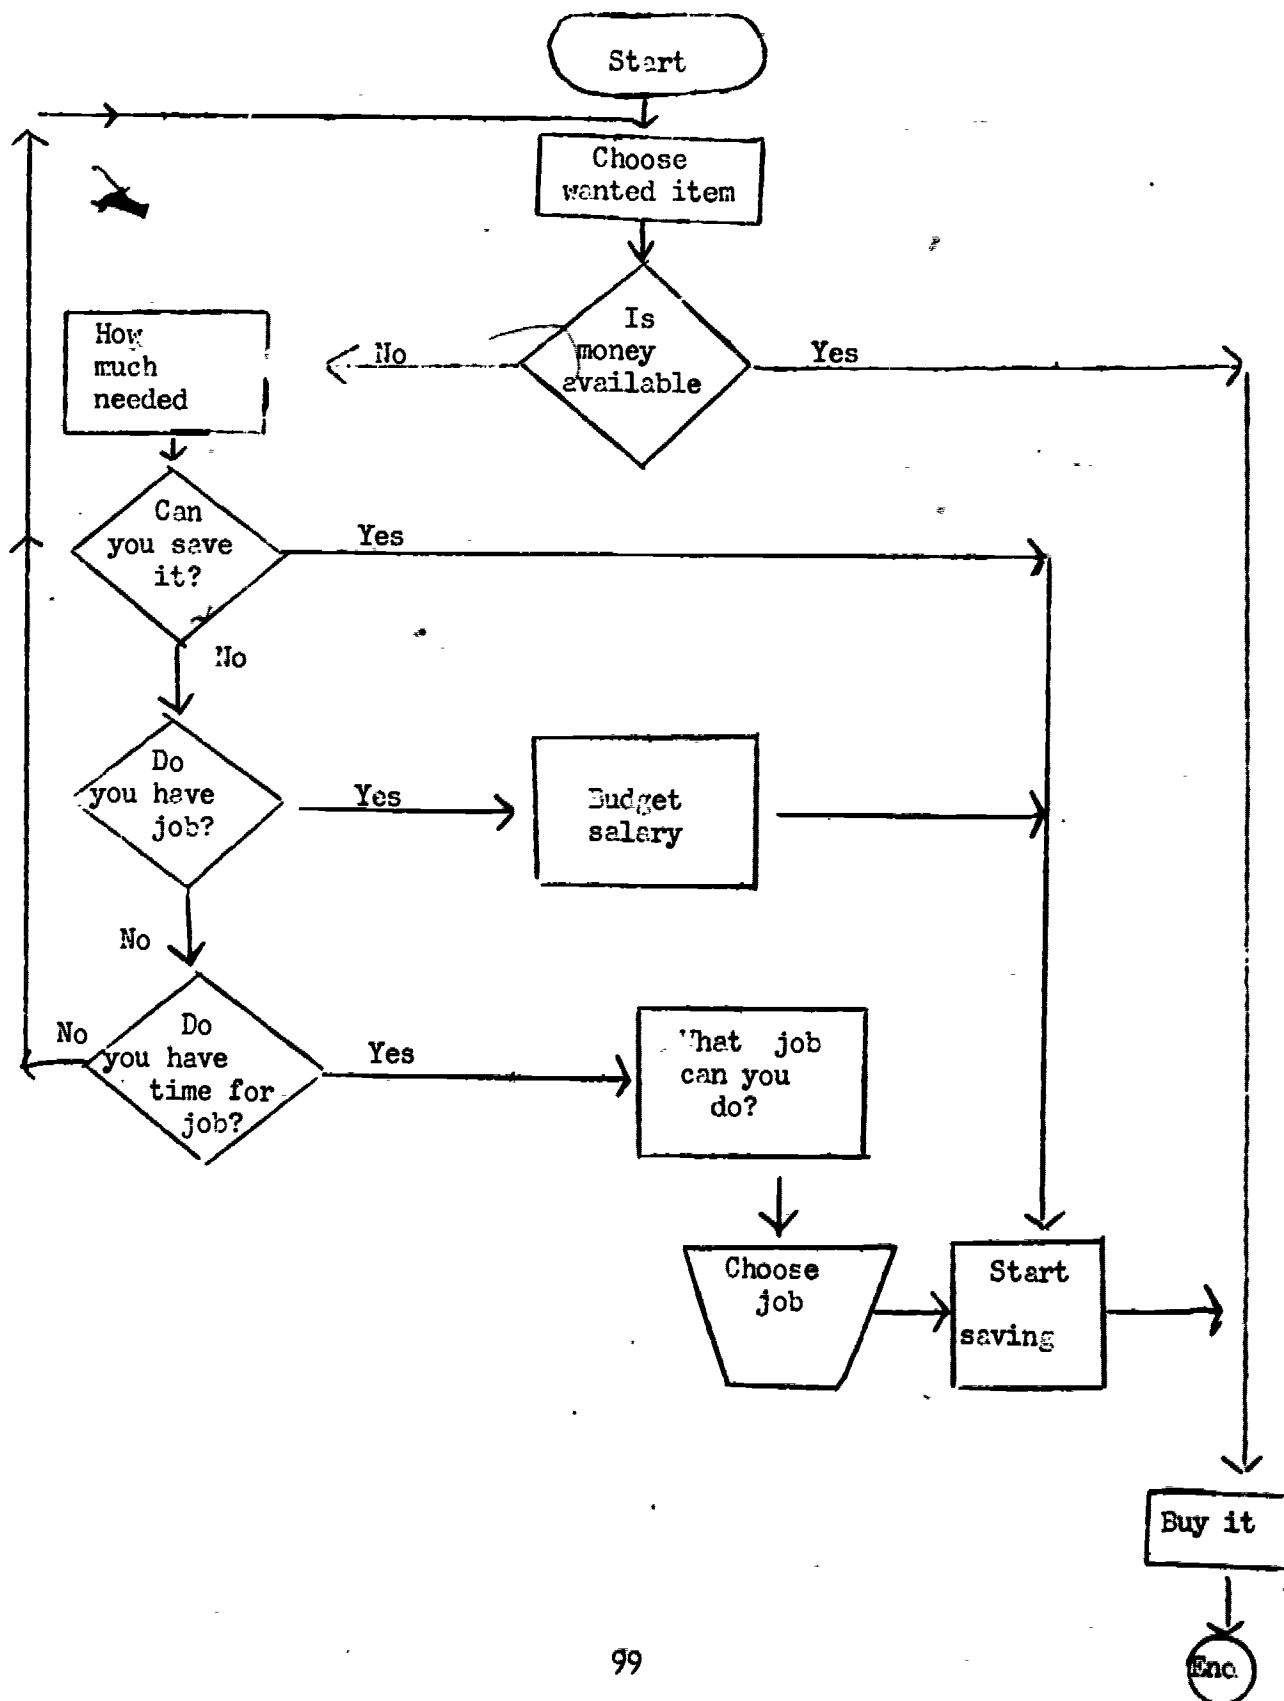 Start
Choose
wanted item
Is
money
available
No
Yes
How
much
needed
Can
you save
it?
Yes
No
Do
you have
job?
Yes
Budget
salary
No
Do
you have
time for
job?
No
Yes
What job
can you
do?
Choose
job
Start
saving
Buy it
End
99